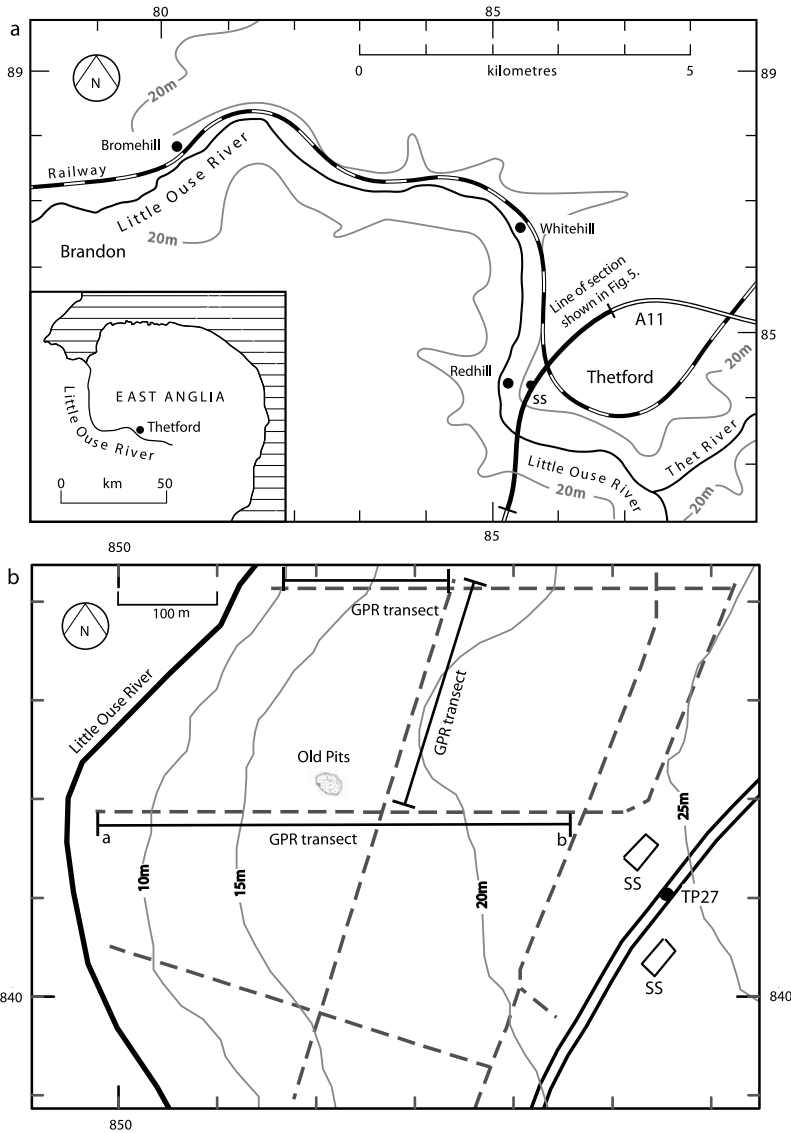 a
80
85
89
89
N
20m
0
kilometres
5
Bromehill
Railway
Little Ouse River
20m
Brandon
Whitehill
Line of section
shown in Fig.5.
A11
85
Redhill
SS
Thetford
20m
EAST ANGLIA
Thetford
Little Ouse River
0
km
50
Thet River
Little Ouse River
20m
20m
85
850
b
100 m
GPR transect
N
Little Ouse River
GPR transect
Old Pits
25m
a
GPR transect
b
10m
15m
20m
SS
TP27
SS
840
840
850